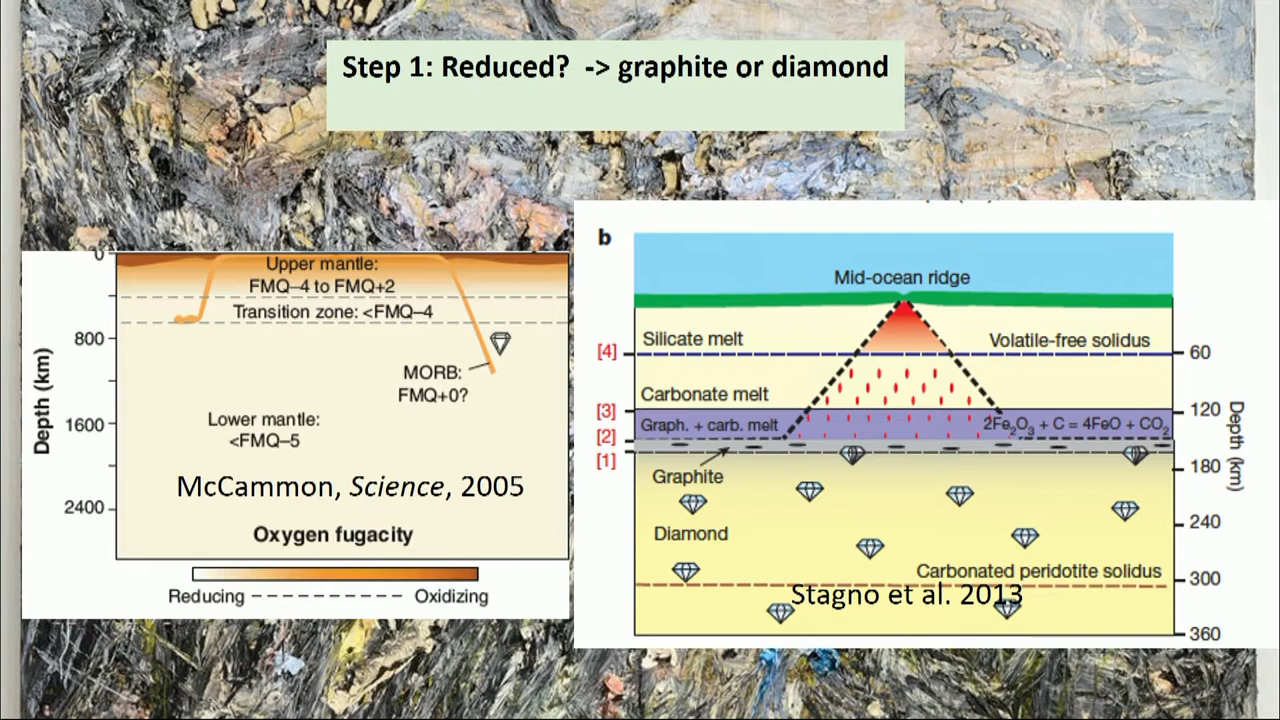 Step 1: Reduced? -> graphite or diamond
0
Upper mantle:
FMQ–4 to FMQ+2
Transition zone: <FMQ–4
800
MORB:
FMQ+0?
Depth (km)
1600
Lower mantle:
<FMQ–5
McCammon, Science, 2005
2400
Oxygen fugacity
Reducing
Oxidizing
b
Mid-ocean ridge
Silicate melt
Volatile-free solidus
[4]
60
Carbonate melt
[3]
120
Graph. + carb. melt
2Fe₂O₃ + C = 4FeO + CO₂
[2]
[1]
Depth (km)
Graphite
180
240
Diamond
Carbonated peridotite solidus
300
Stagno et al. 2013
360